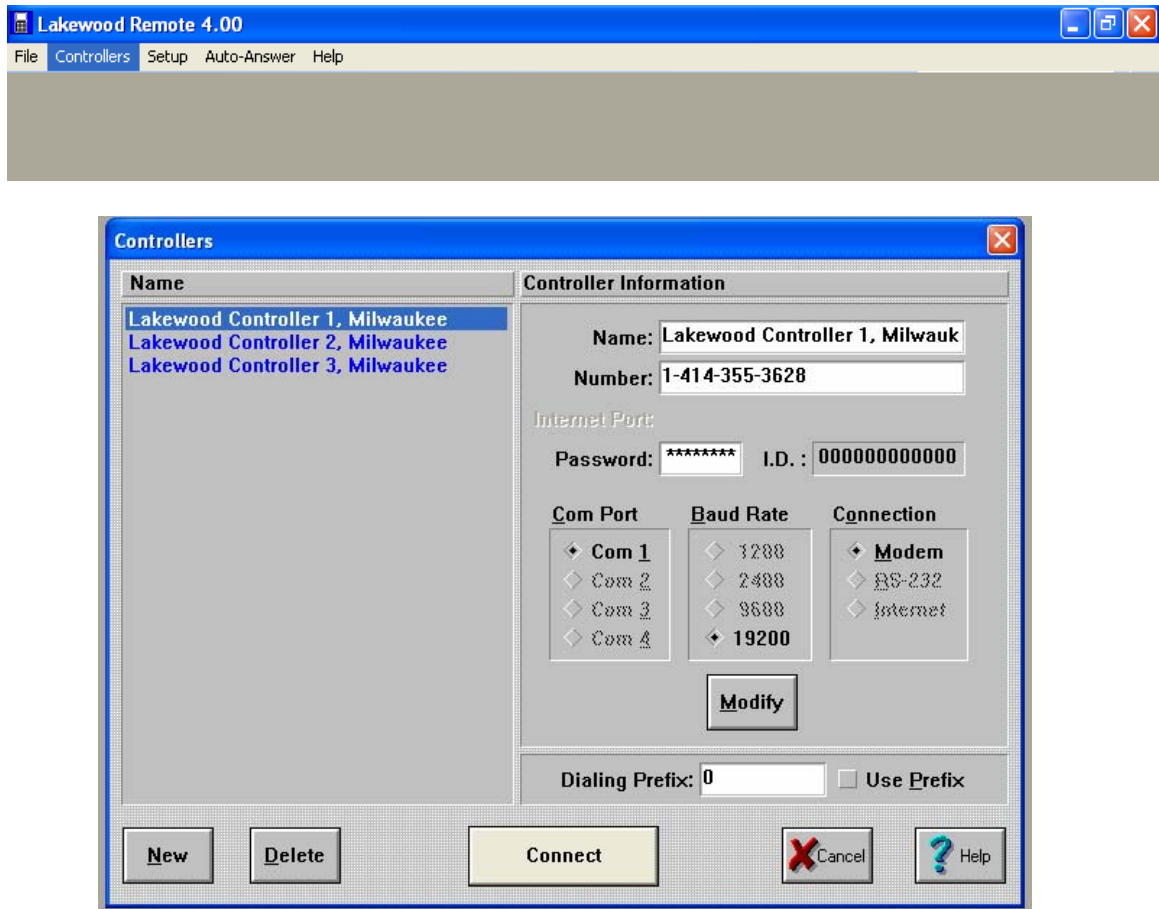 Lakewood Remote 4.00
File Controllers Setup Auto-Answer Help
Controllers
Name
Lakewood Controller 1, Milwaukee
Lakewood Controller 2, Milwaukee
Lakewood Controller 3, Milwaukee
Controller Information
Name: Lakewood Controller 1, Milwauk
Number: 1-414-355-3628
Internet Port:
Password: ******** I.D. : 000000000000
Com Port Baud Rate Connection
Com 1 1200 Modem
Com 2 2400 RS-232
Com 3 9600 Internet
Com 4 19200
Modify
Dialing Prefix: 0 Use Prefix
New Delete Connect Cancel Help